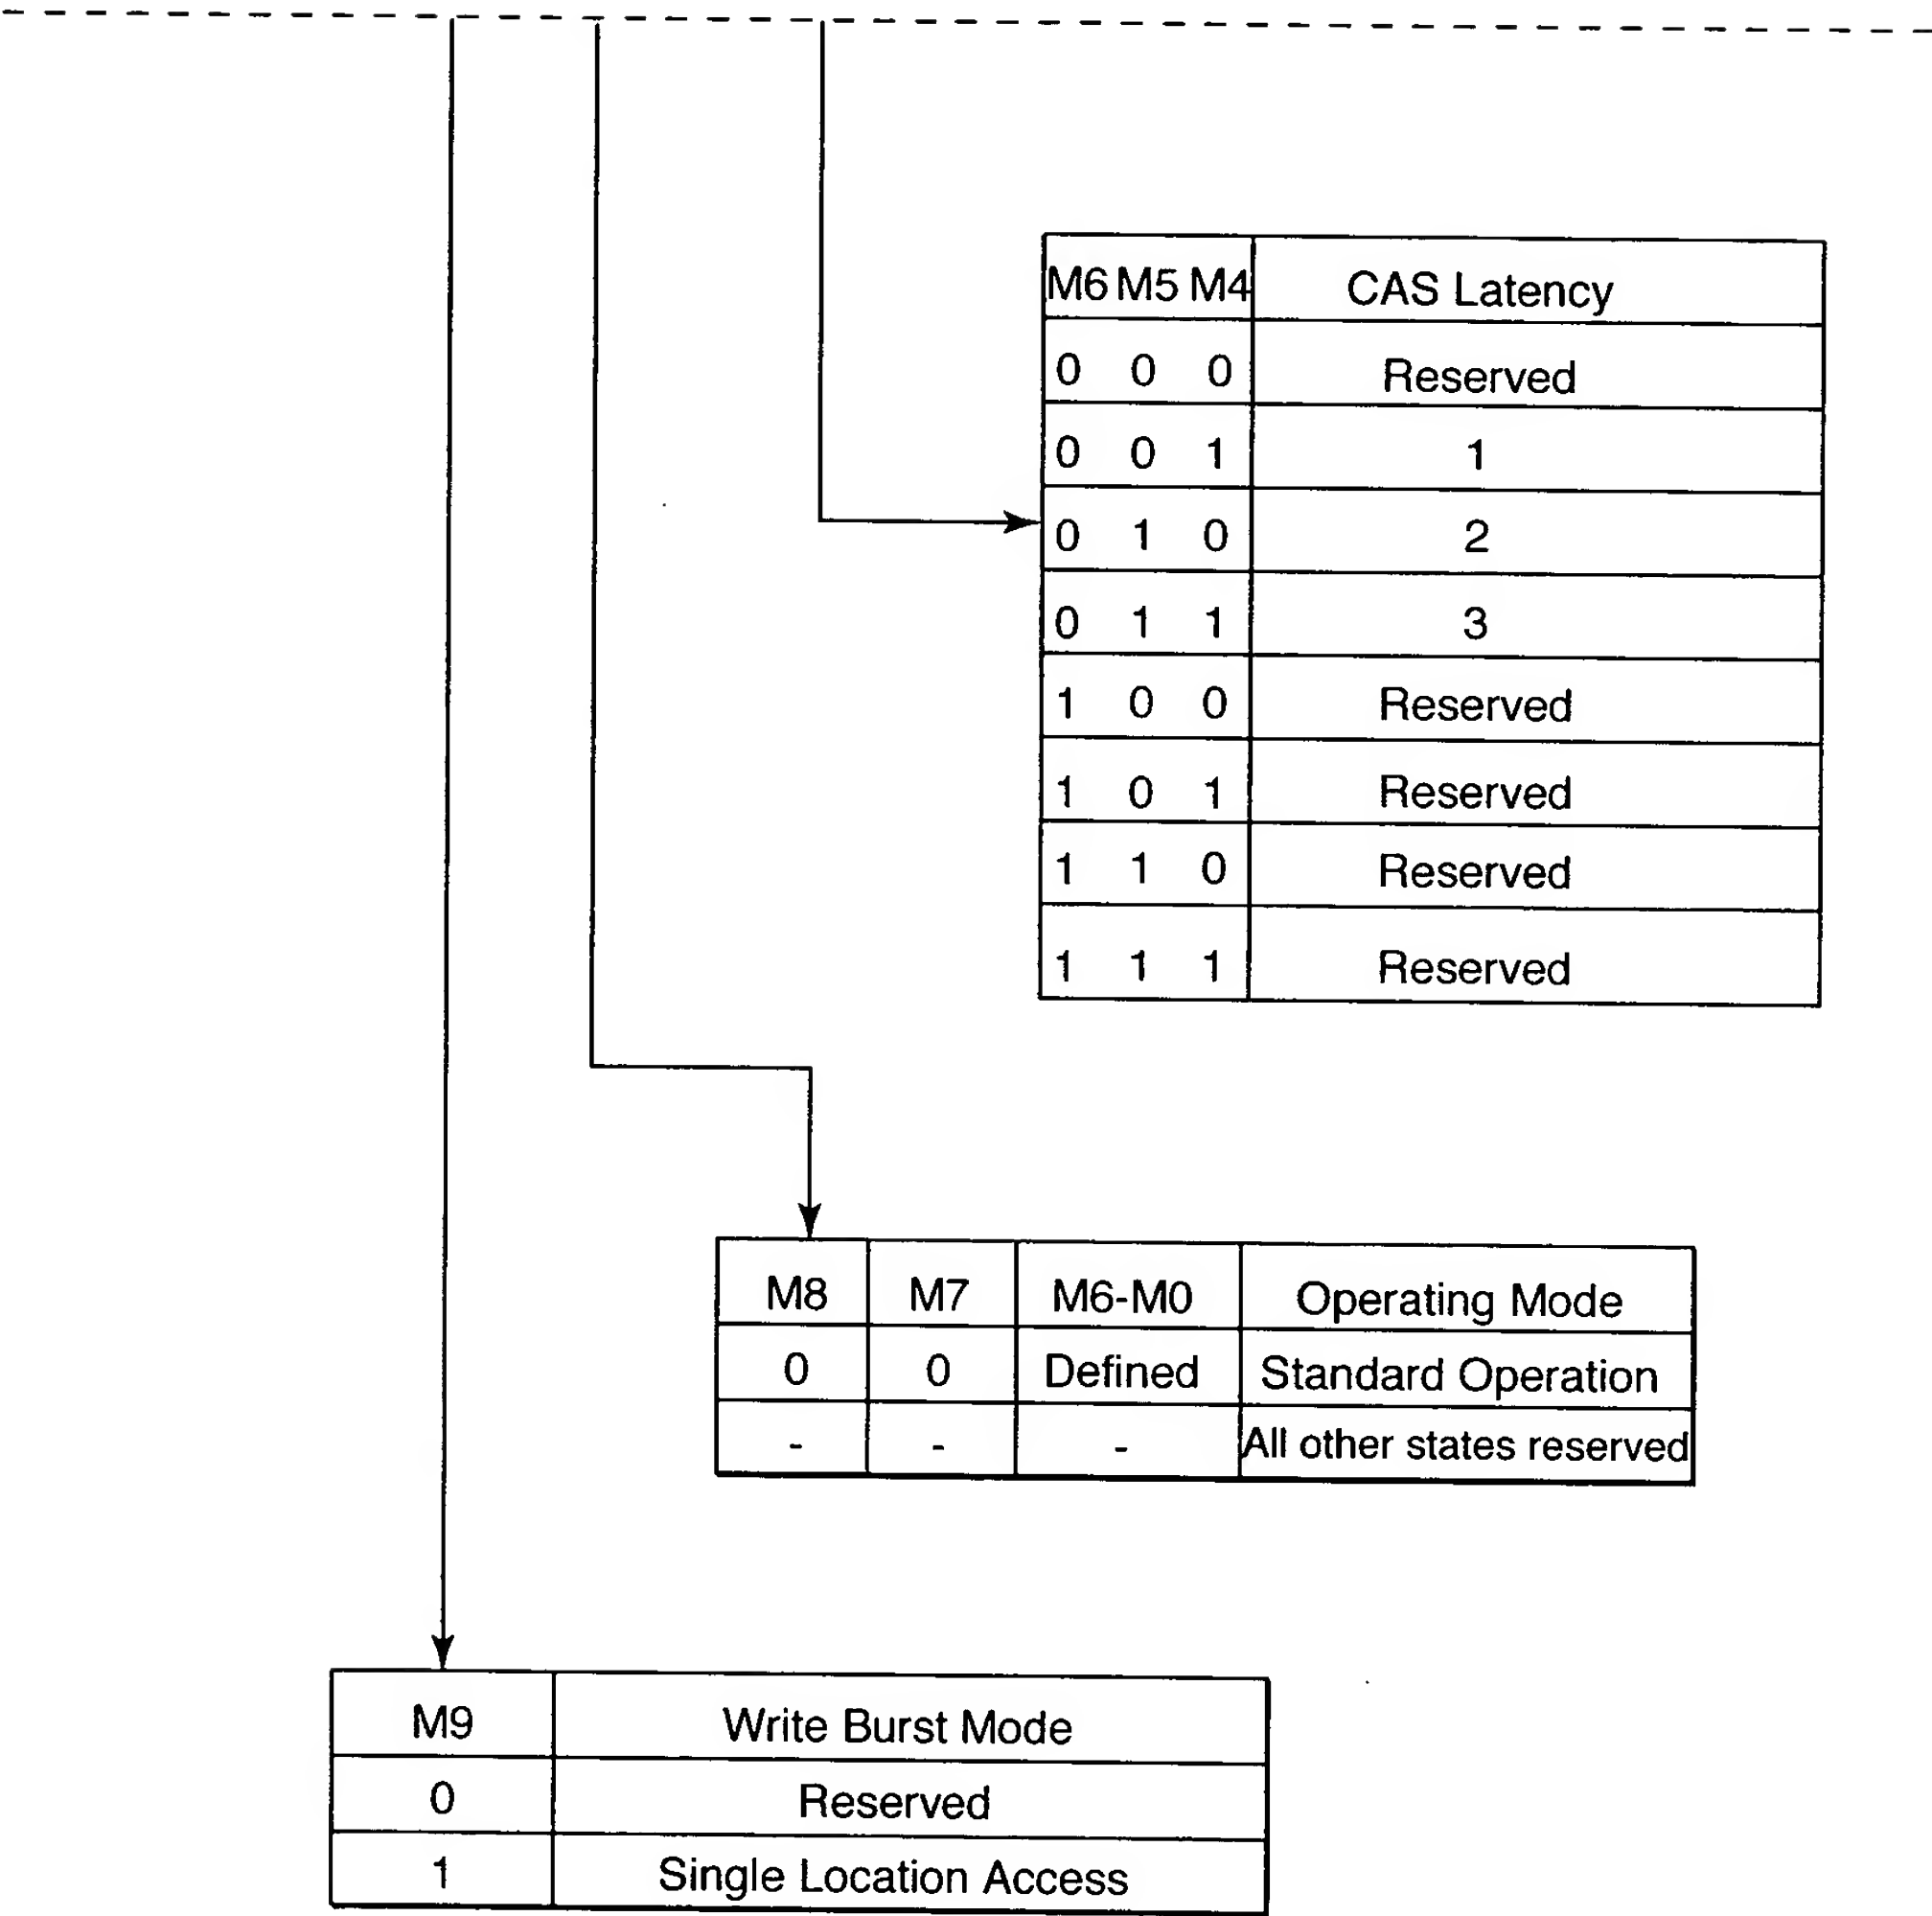 M6 M5 M4 CAS Latency
0 0 0 Reserved
0 0 1 1
0 1 0 2
0 1 1 3
1 0 0 Reserved
1 0 1 Reserved
1 1 0 Reserved
1 1 1 Reserved
M8 M7 M6-M0 Operating Mode
0 0 Defined Standard Operation
- - - All other states reserved
M9 Write Burst Mode
0 Reserved
1 Single Location Access